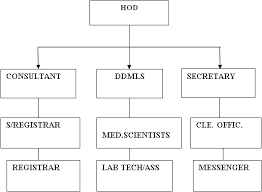 HOD
CONSULTANT
DDMLS
SECRETARY
S/REGISTRAR
MED.SCIENTISTS
CLE. OFFIC.
REGISTRAR
LAB TECH/ASS
MESSENGER